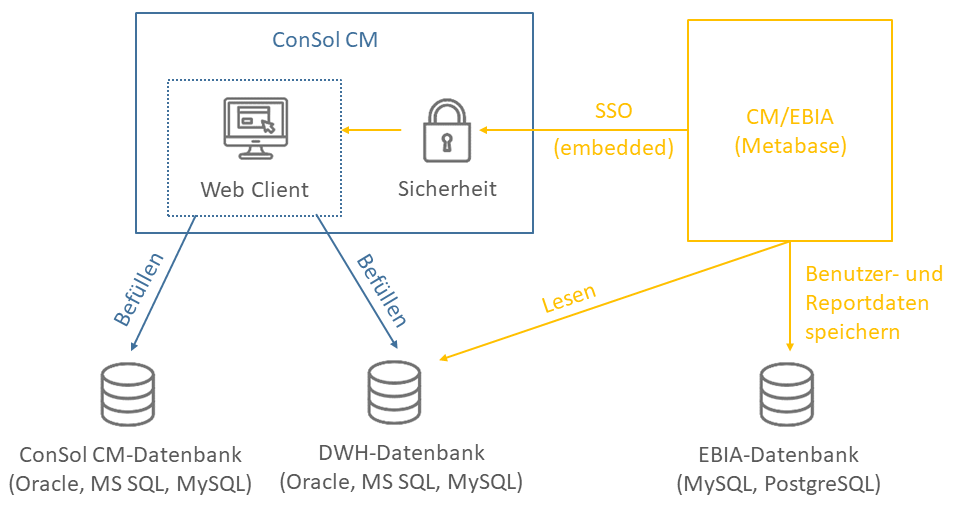 ConSol CM
Web Client
Sicherheit
SSO
(embedded)
CM/EBIA
(Metabase)
Befüllen
Befüllen
Lesen
Benutzer- und
Reportdaten
speichern
ConSol CM-Datenbank
(Oracle, MS SQL, MySQL)
DWH-Datenbank
(Oracle, MS SQL, MySQL)
EBIA-Datenbank
(MySQL, PostgreSQL)